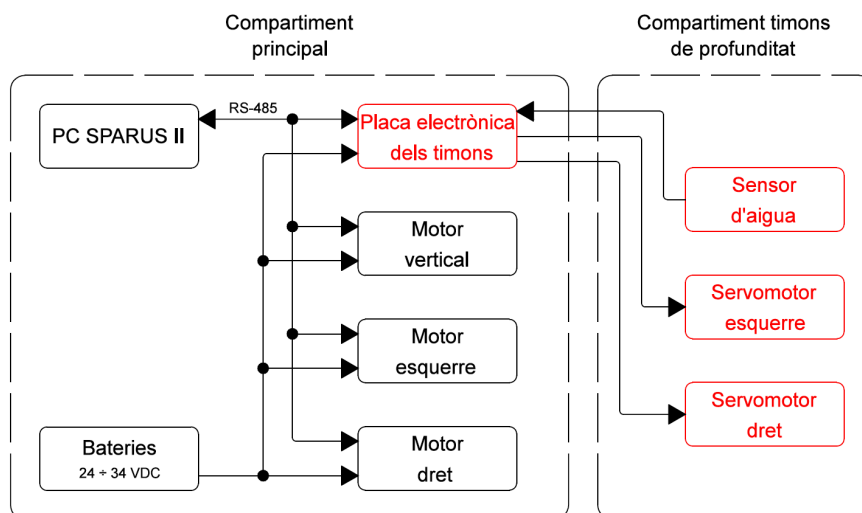 Compartiment
principal
Compartiment timons
de profunditat
PC SPARUS II
RS-485
Placa electrònica
dels timons
Sensor
d'aigua
Motor
vertical
Servomotor
esquerre
Motor
esquerre
Servomotor
dret
Bateries
24 ÷ 34 VDC
Motor
dret